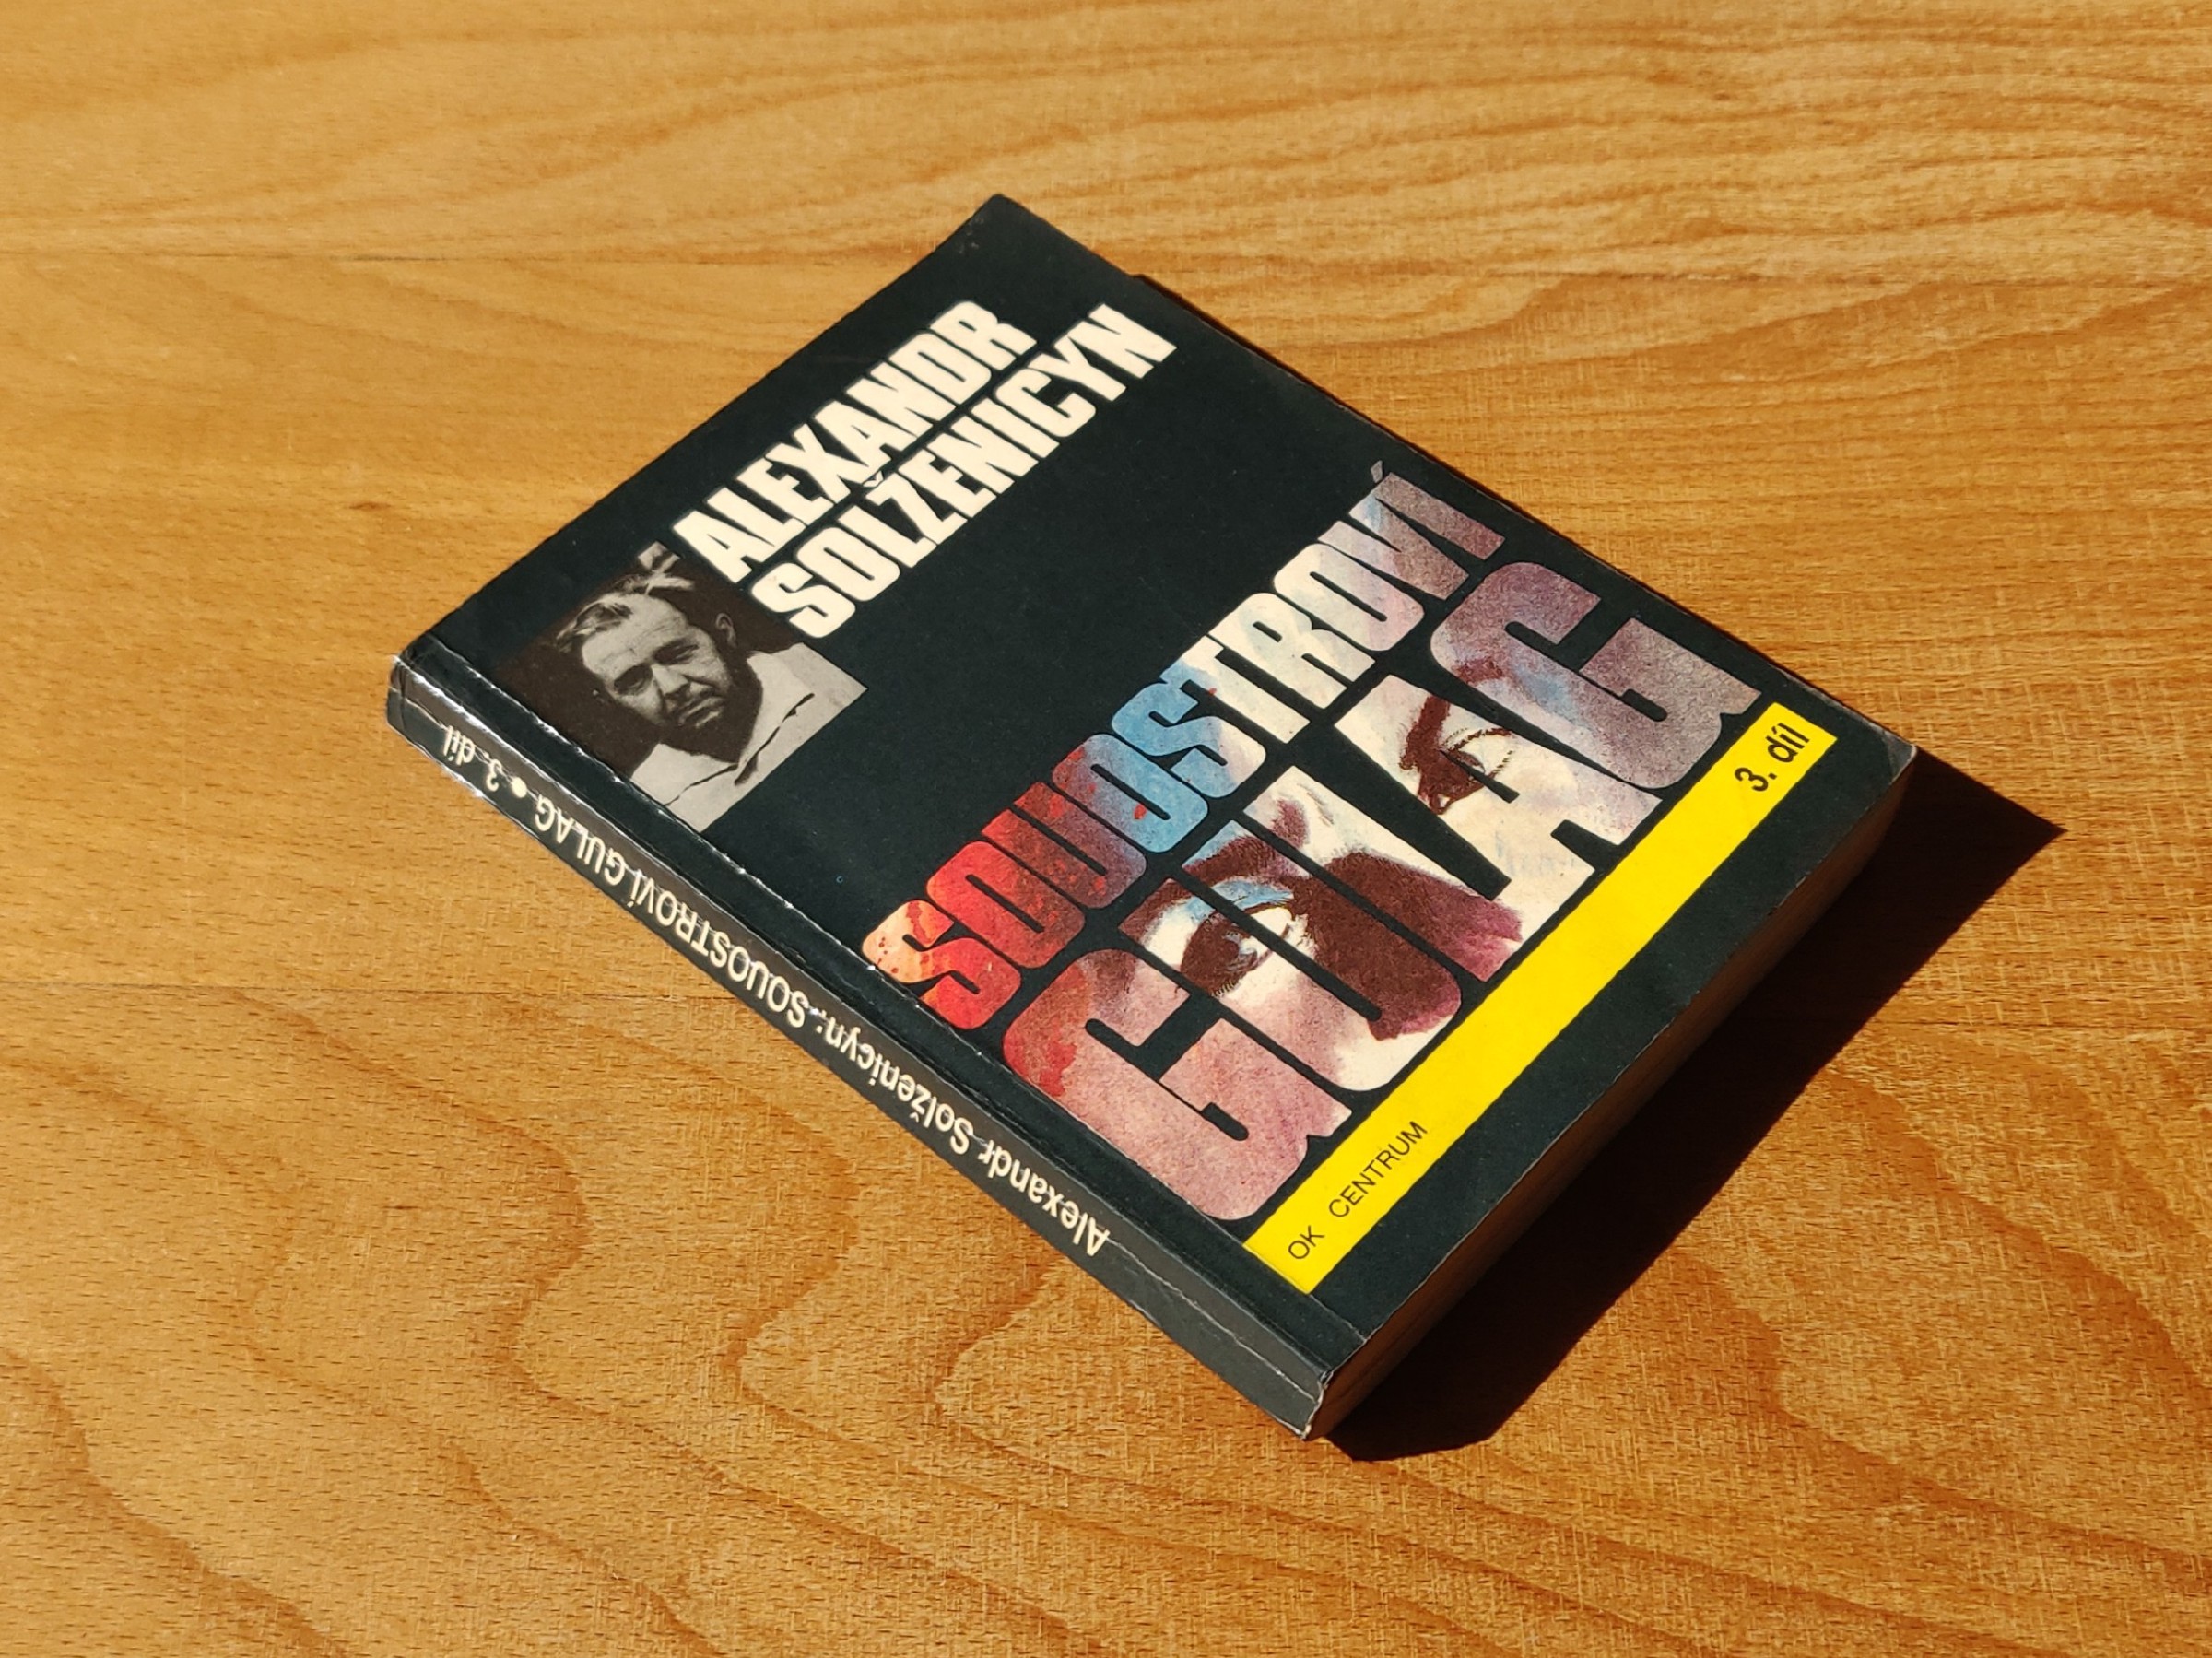 ALEXANDR
SOLŽENICYN
SOUOSTROVÍ
GULAG
3. díl
OK CENTRUM
Alexandr Solženicyn: SOUOSTROVÍ GULAG • 3. díl